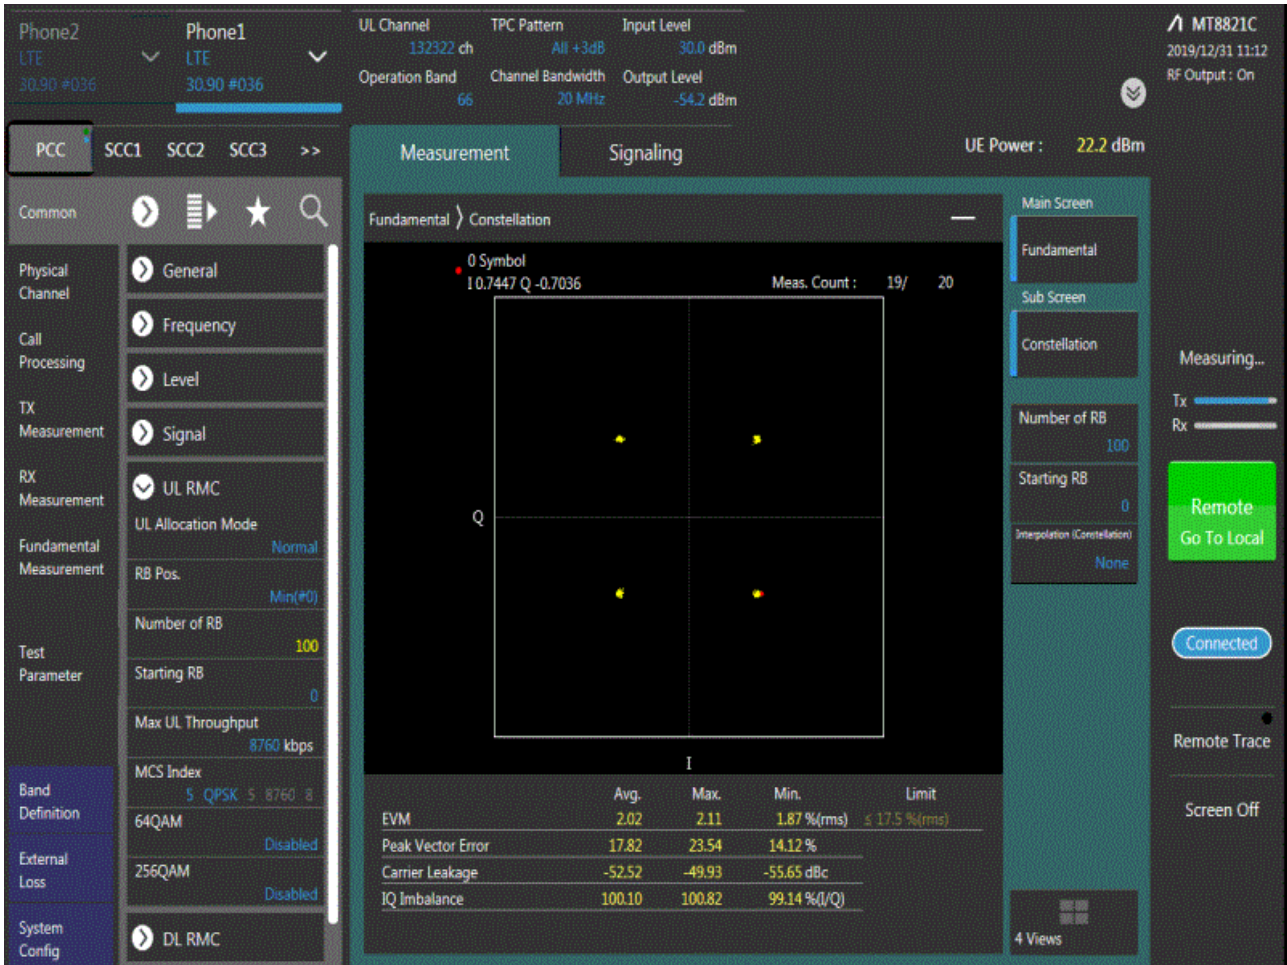 Phone2
LTE
30.90 #036
Phone1
LTE
30.90 #036
UL Channel
132322 ch
Operation Band
66
TPC Pattern
All +3dB
Channel Bandwidth
20 MHz
Input Level
30.0 dBm
Output Level
-54.2 dBm
MT8821C
2019/12/31 11:12
RF Output : On
PCC SCC1 SCC2 SCC3 >>
Measurement Signaling
UE Power : 22.2 dBm
Common
Physical
Channel
Call
Processing
TX
Measurement
RX
Measurement
Fundamental
Measurement
Test
Parameter
Band
Definition
External
Loss
System
Config
General
Frequency
Level
Signal
UL RMC
UL Allocation Mode
Normal
RB Pos.
Min(#0)
Number of RB
100
Starting RB
0
Max UL Throughput
8760 kbps
MCS Index
5 QPSK 5 8760 8
64QAM
Disabled
256QAM
Disabled
DL RMC
Fundamental 〉 Constellation
0 Symbol
I 0.7447 Q -0.7036
Meas. Count : 19/ 20
Q
I
Avg. Max. Min. Limit
EVM 2.02 2.11 1.87 %(rms) ≤ 17.5 %(rms)
Peak Vector Error 17.82 23.54 14.12 %
Carrier Leakage -52.52 -49.93 -55.65 dBc
IQ Imbalance 100.10 100.82 99.14 %(I/Q)
Main Screen
Fundamental
Sub Screen
Constellation
Number of RB
100
Starting RB
0
Interpolation (Constellation)
None
4 Views
Measuring...
Tx
Rx
Remote
Go To Local
Connected
Remote Trace
Screen Off